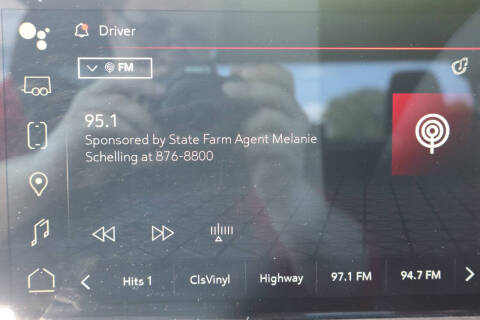 Driver
FM
95.1
Sponsored by State Farm Agent Melanie
Schelling at 876-8800
Hits 1 ClsVinyl Highway 97.1 FM 94.7 FM